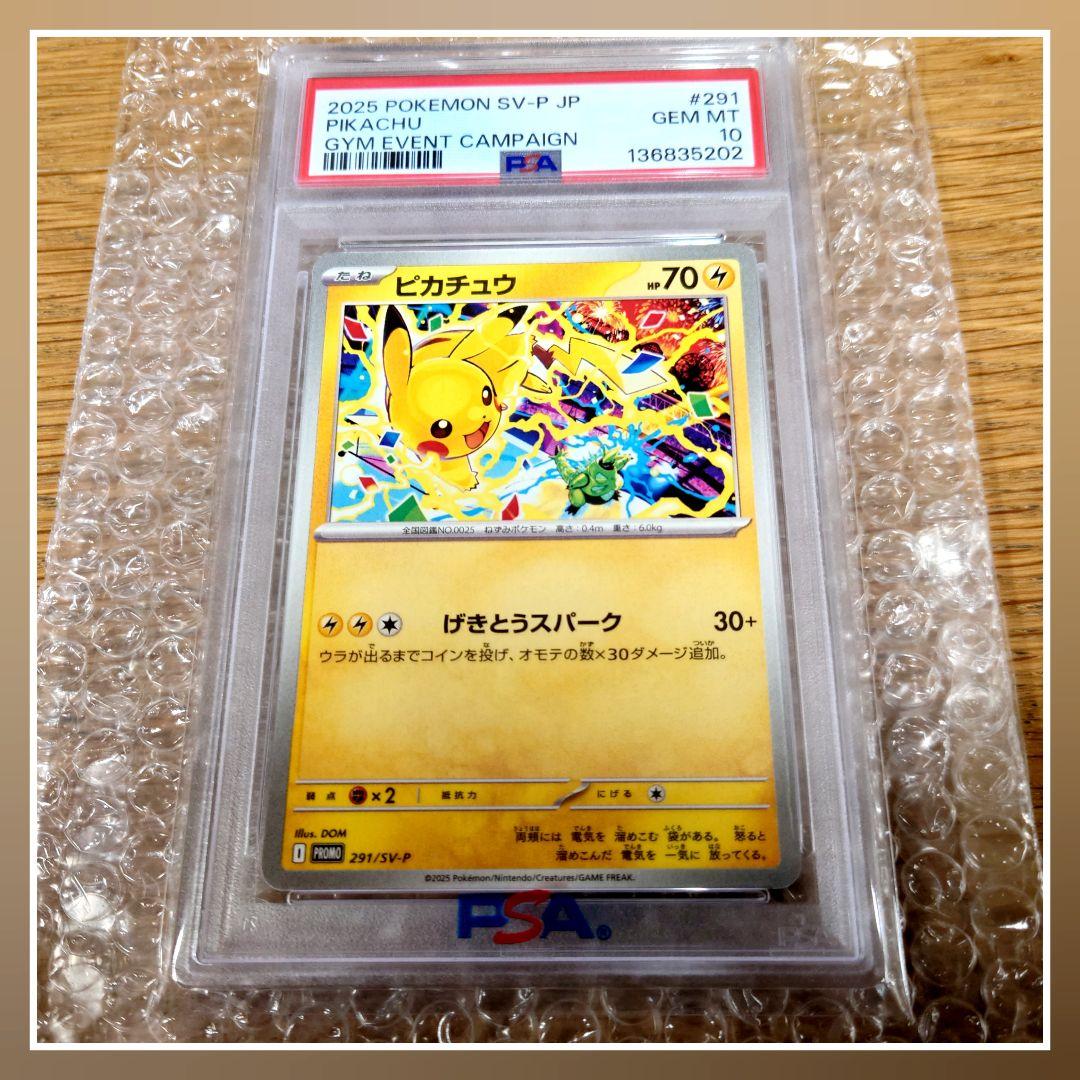 2025 POKEMON SV-P JP
#291
PIKACHU
GEM MT
GYM EVENT CAMPAIGN
10
136835202
PSA
たね
ピカチュウ
HP70
全国図鑑NO.0025 ねずみポケモン 高さ:0.4m 重さ:6.0kg
げきとうスパーク 30+
ウラが出るまでコインを投げ、オモテの数×30ダメージ追加。
弱点 ×2 抵抗力 にげる
Illus. DOM
両頬には 電気を 溜めこむ 袋がある。 怒ると
溜めこんだ 電気を 一気に 放ってくる。
I PROMO 291/SV-P
©2025 Pokémon/Nintendo/Creatures/GAME FREAK.
PSA®